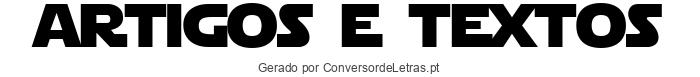 ARTIGOS E TEXTOS
Gerado por ConversordeLetras.pt